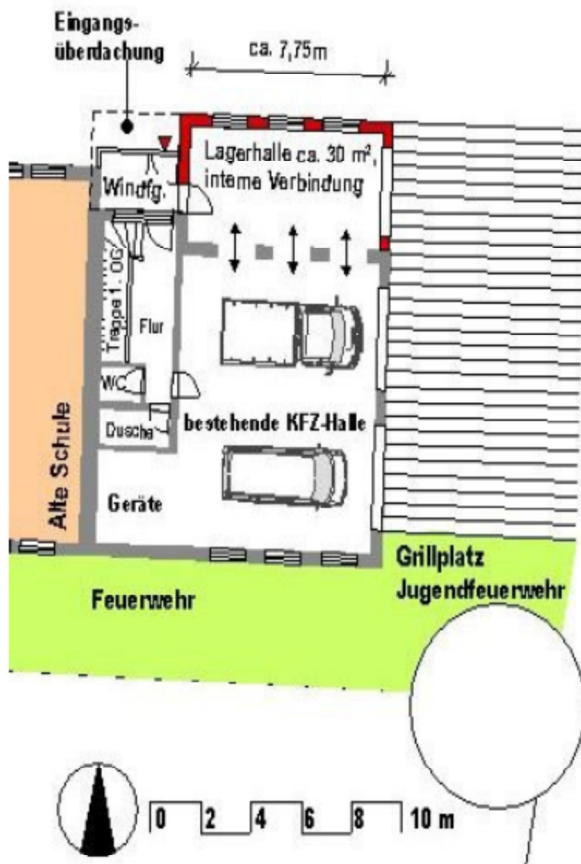 Eingangs-
überdachung
ca. 7,75m
Lagerhalle ca. 30 m²,
interne Verbindung
Windfg.
Treppe 1. OG
Flur
WC
Dusche
bestehende KFZ-Halle
Geräte
Alte Schule
Feuerwehr
Grillplatz
Jugendfeuerwehr
0 2 4 6 8 10 m